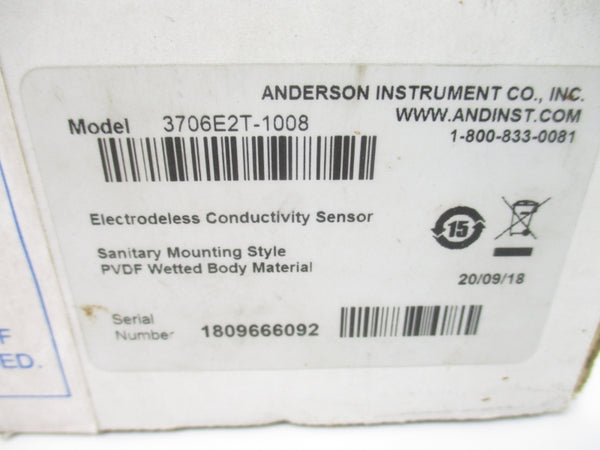 ANDERSON INSTRUMENT CO., INC.
WWW.ANDINST.COM
1-800-833-0081
Model 3706E2T-1008
Electrodeless Conductivity Sensor
Sanitary Mounting Style
PVDF Wetted Body Material
15
20/09/18
Serial
Number 1809666092
F
ED.